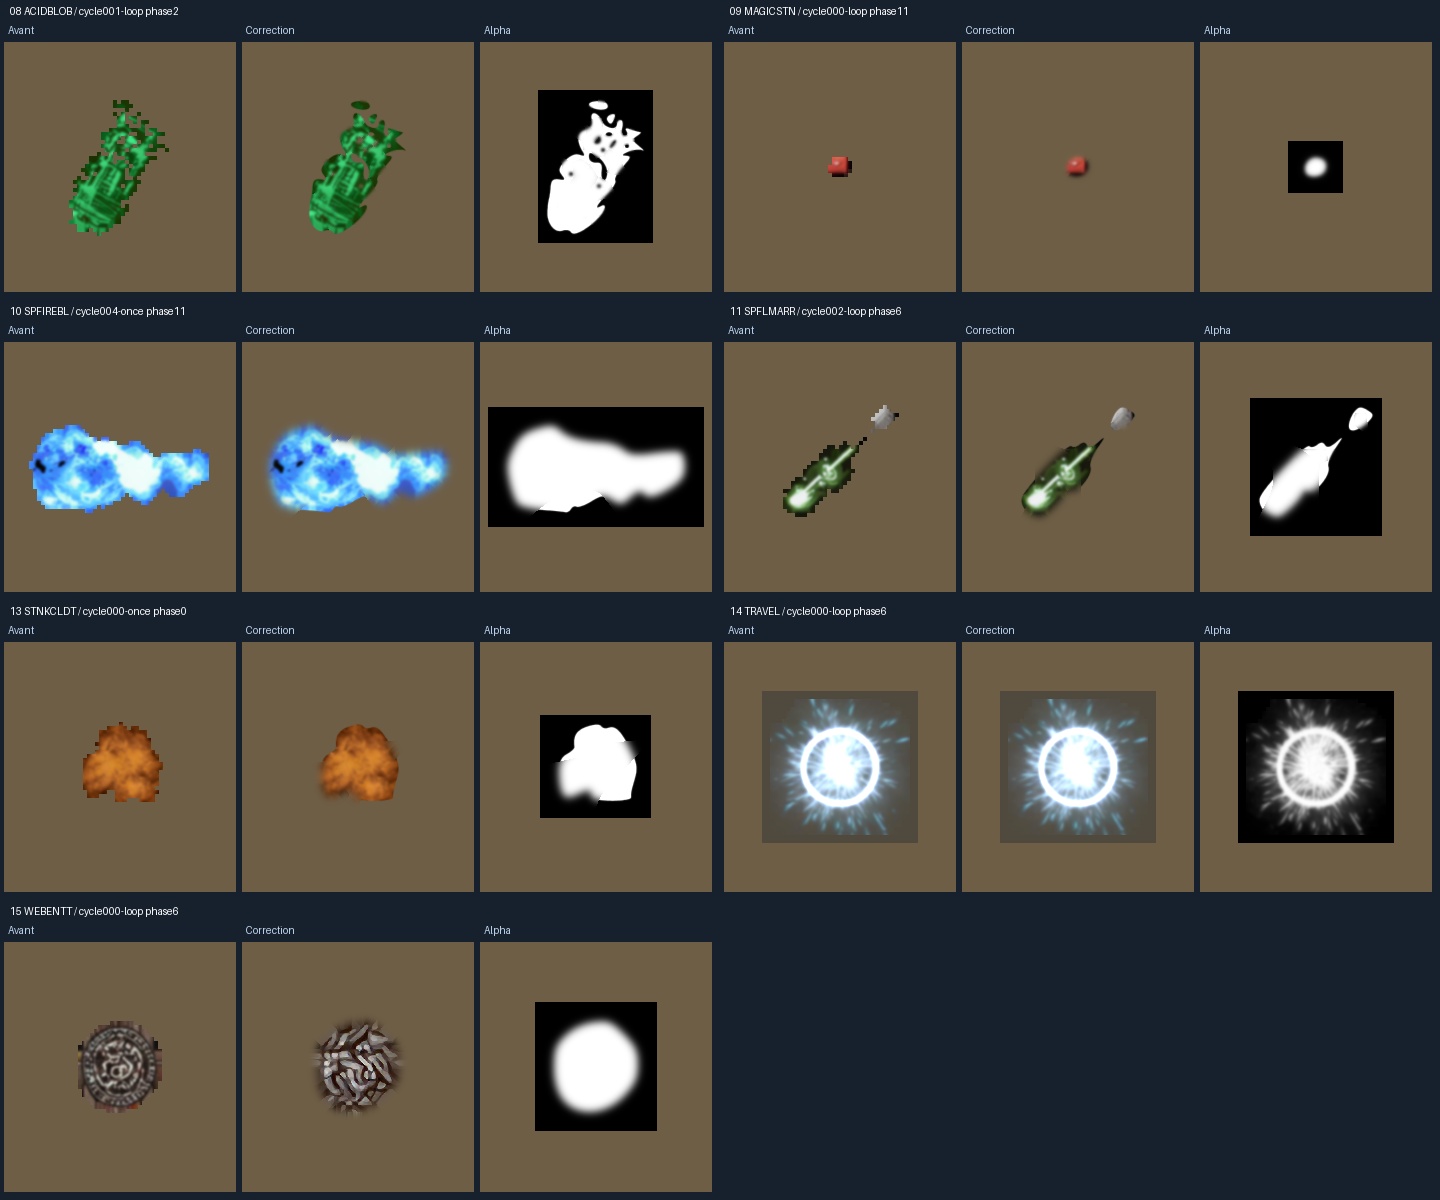 08 ACIDBLOB / cycle001-loop phase2
Avant
Correction
Alpha
09 MAGICSTN / cycle000-loop phase11
Avant
Correction
Alpha
10 SPFIREBL / cycle004-once phase11
Avant
Correction
Alpha
11 SPFLMARR / cycle002-loop phase6
Avant
Correction
Alpha
13 STNKCLDT / cycle000-once phase0
Avant
Correction
Alpha
14 TRAVEL / cycle000-loop phase6
Avant
Correction
Alpha
15 WEBENTT / cycle000-loop phase6
Avant
Correction
Alpha